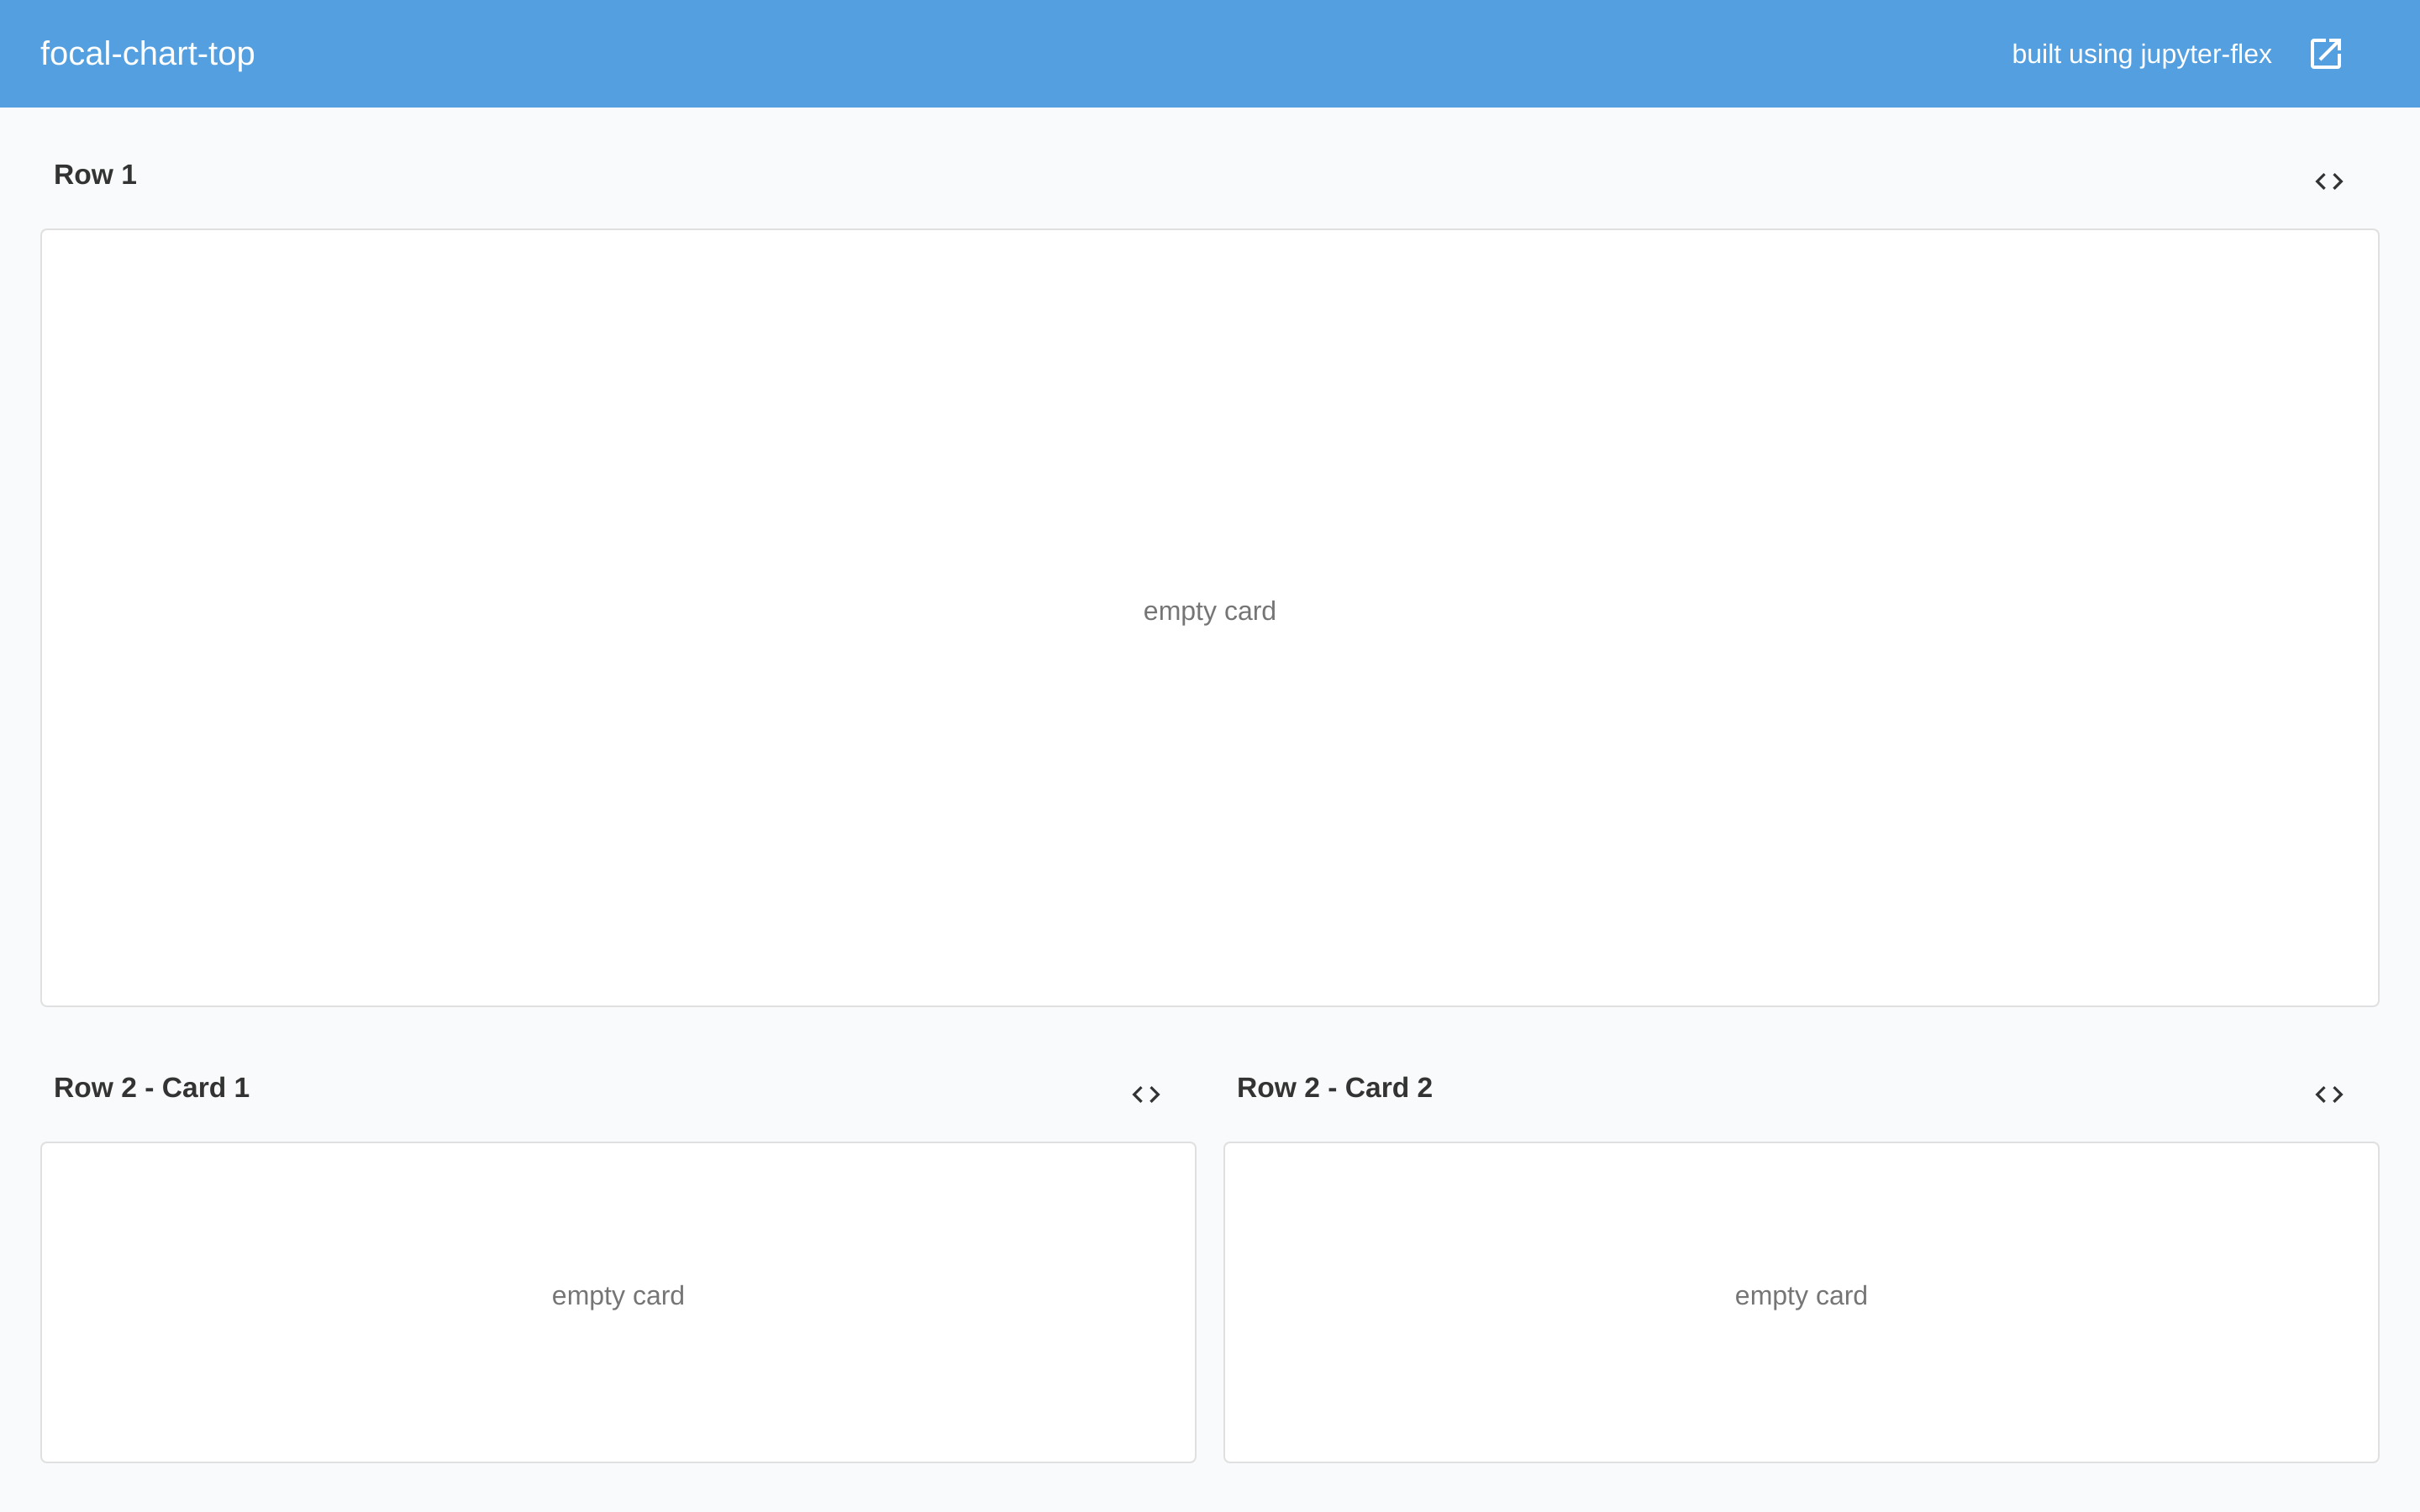 focal-chart-top
built using jupyter-flex
Row 1
empty card
Row 2 - Card 1
Row 2 - Card 2
empty card
empty card